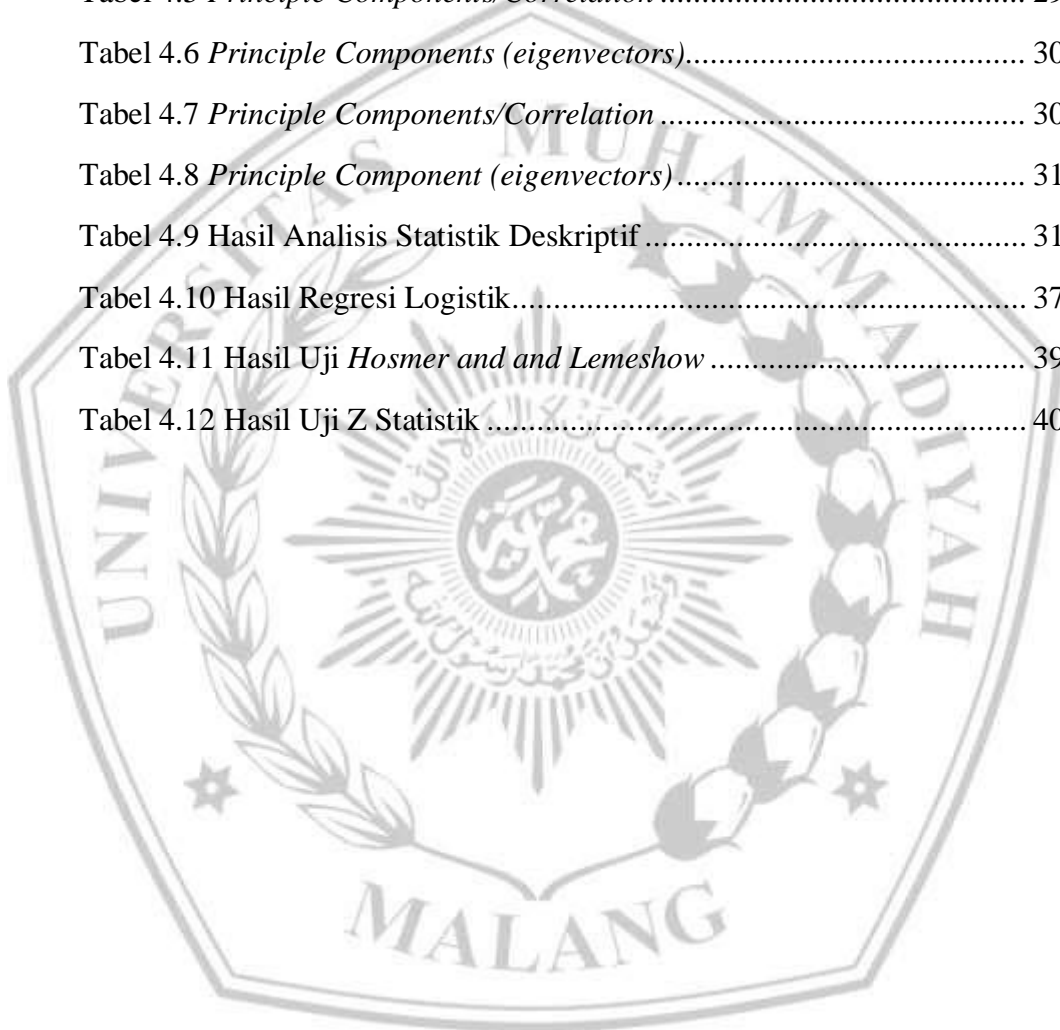 Tabel 4.6 Principle Components (eigenvectors)............................................ 30
Tabel 4.7 Principle Components/Correlation............................................... 30
Tabel 4.8 Principle Component (eigenvectors)............................................. 31
Tabel 4.9 Hasil Analisis Statistik Deskriptif................................................. 31
Tabel 4.10 Hasil Regresi Logistik.................................................................. 37
Tabel 4.11 Hasil Uji Hosmer and and Lemeshow ........................................ 39
Tabel 4.12 Hasil Uji Z Statistik ..................................................................... 40
UNIVERSITAS MUHAMMADIYAH
MALANG